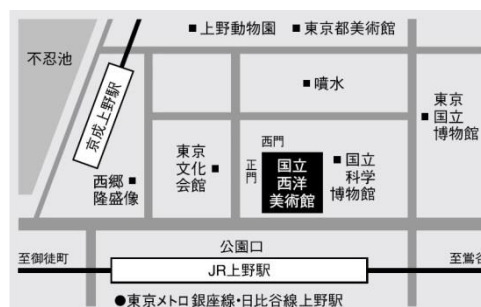 ■上野動物園 ■東京都美術館
不忍池
京成上野駅
■噴水
東京
国立
博物館
西郷
隆盛像
東京
文化
会館
西門
正門
国立
西洋
美術館
国立
科学
博物館
公園口
至御徒町
JR上野駅
至鶯谷
●東京メトロ銀座線・日比谷線上野駅